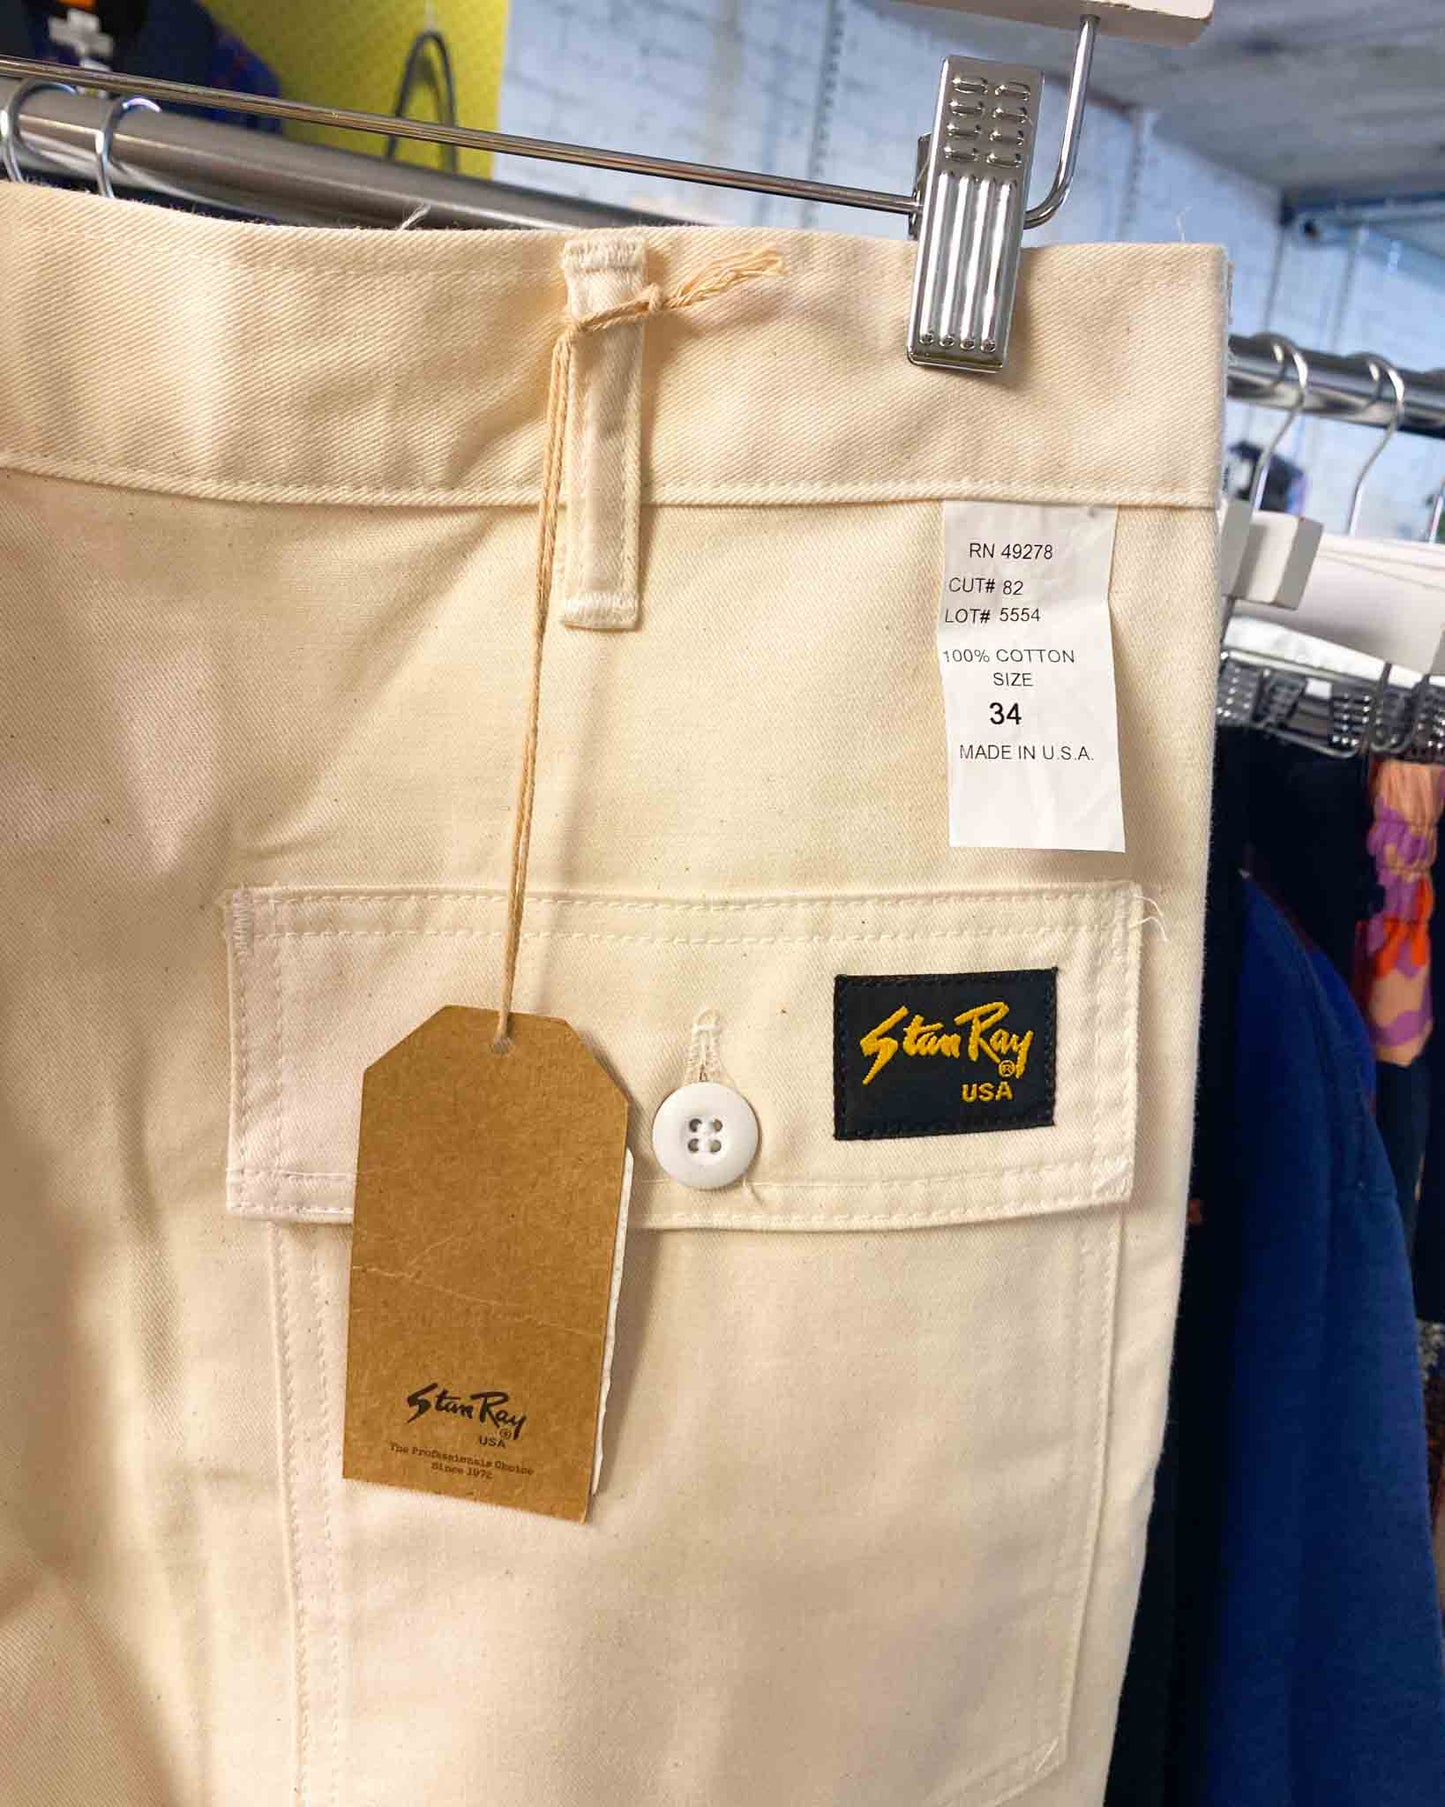 RN 49278
CUT# 82
LOT# 5554
100% COTTON
SIZE
34
MADE IN U.S.A.
Stan Ray
®
USA
Stan Ray
®
USA
The Professionals Choice
Since 1972